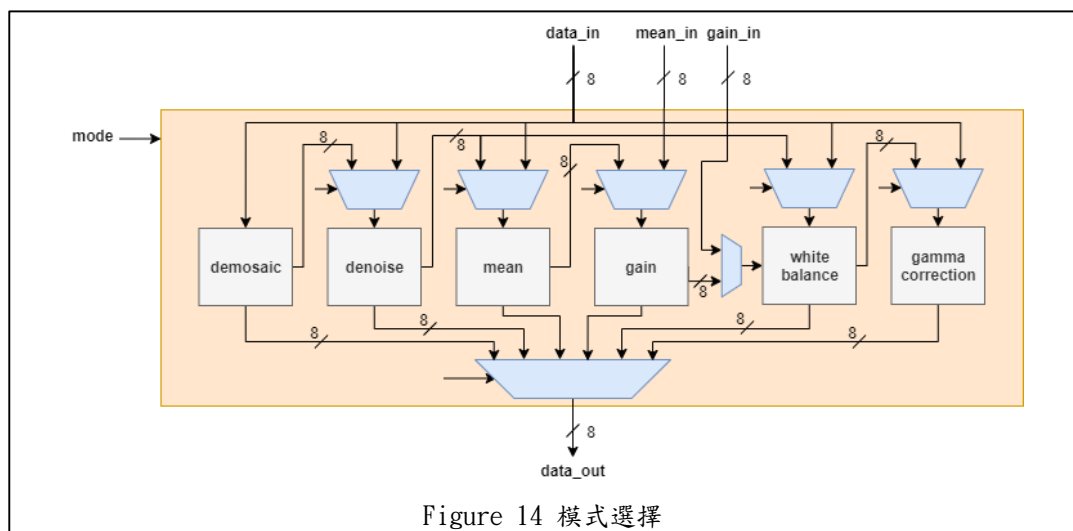 data_in mean_in gain_in
8 8 8
mode
8 8 8 8 8
demosaic denoise mean gain white balance gamma correction
8
8 8 8 8
8
data_out
Figure 14 模式選擇